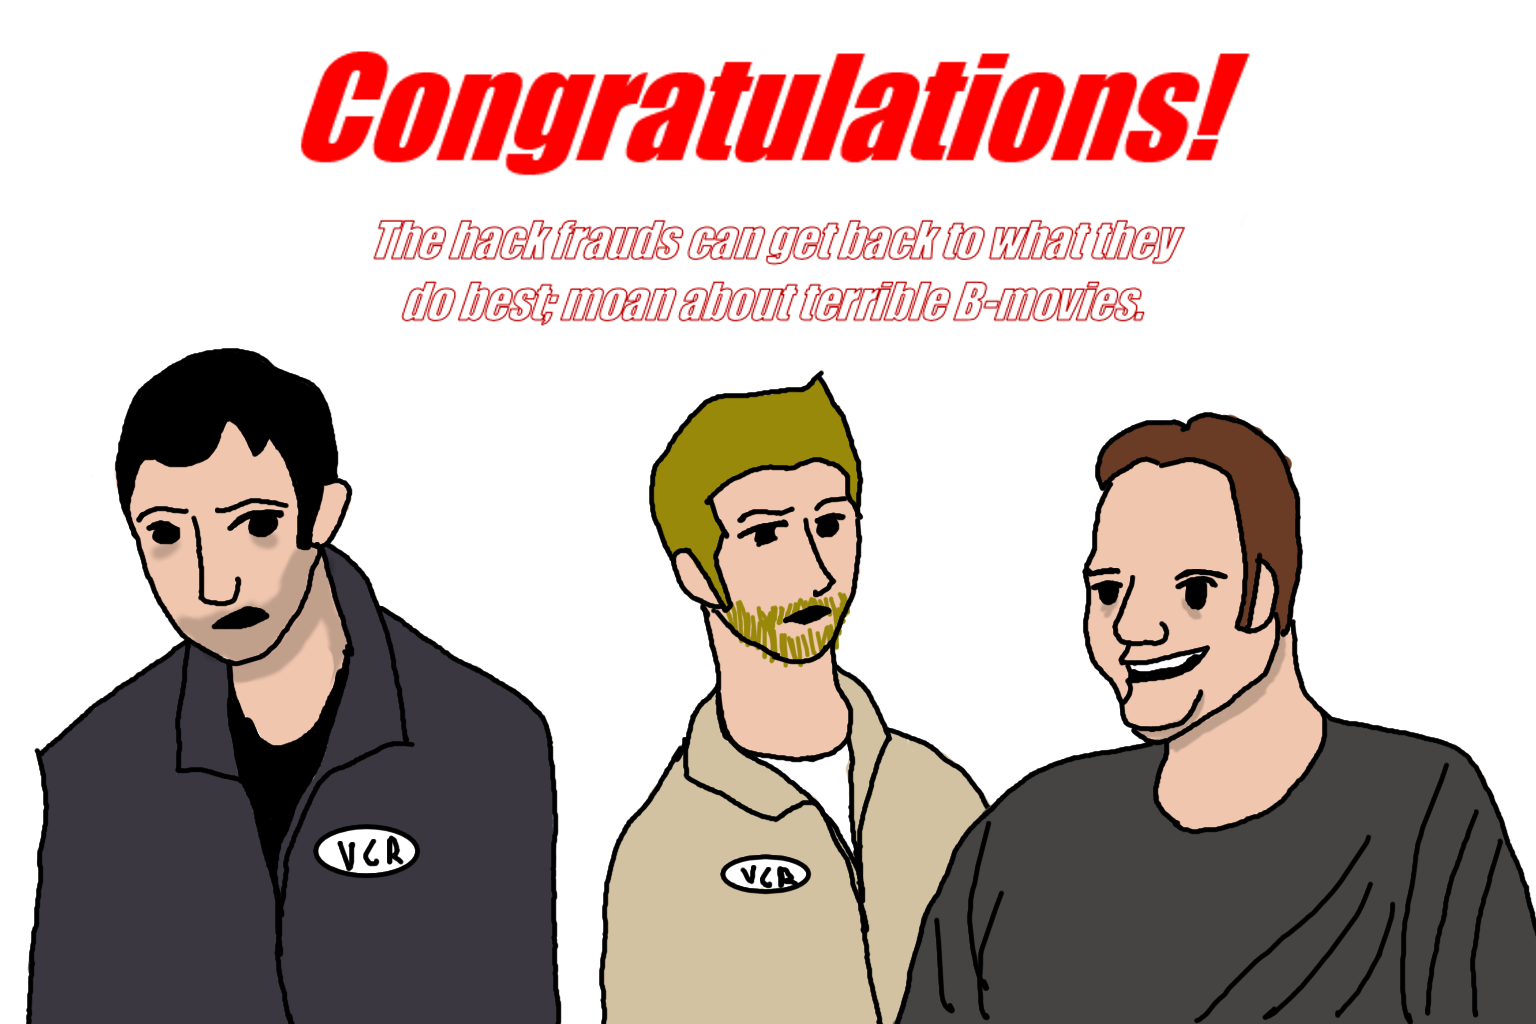 Congratulations!
The hack frauds can get back to what they
do best; moan about terrible B-movies.
VCR
VCR